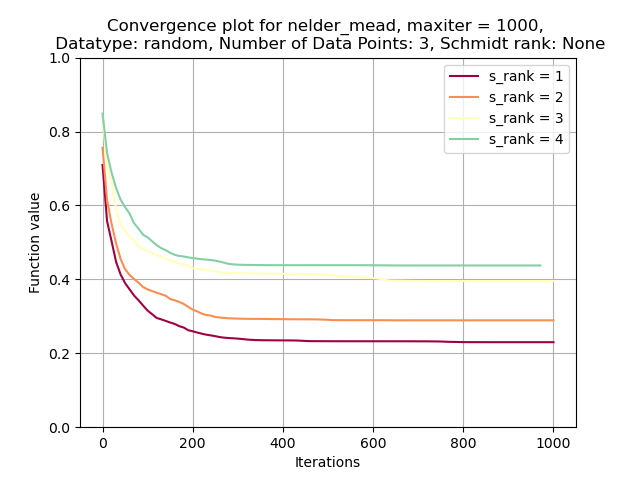 Convergence plot for nelder_mead, maxiter = 1000,
Datatype: random, Number of Data Points: 3, Schmidt rank: None
1.0
0.8
0.6
0.4
0.2
0.0
Function value
s_rank = 1
s_rank = 2
s_rank = 3
s_rank = 4
0 200 400 600 800 1000
Iterations